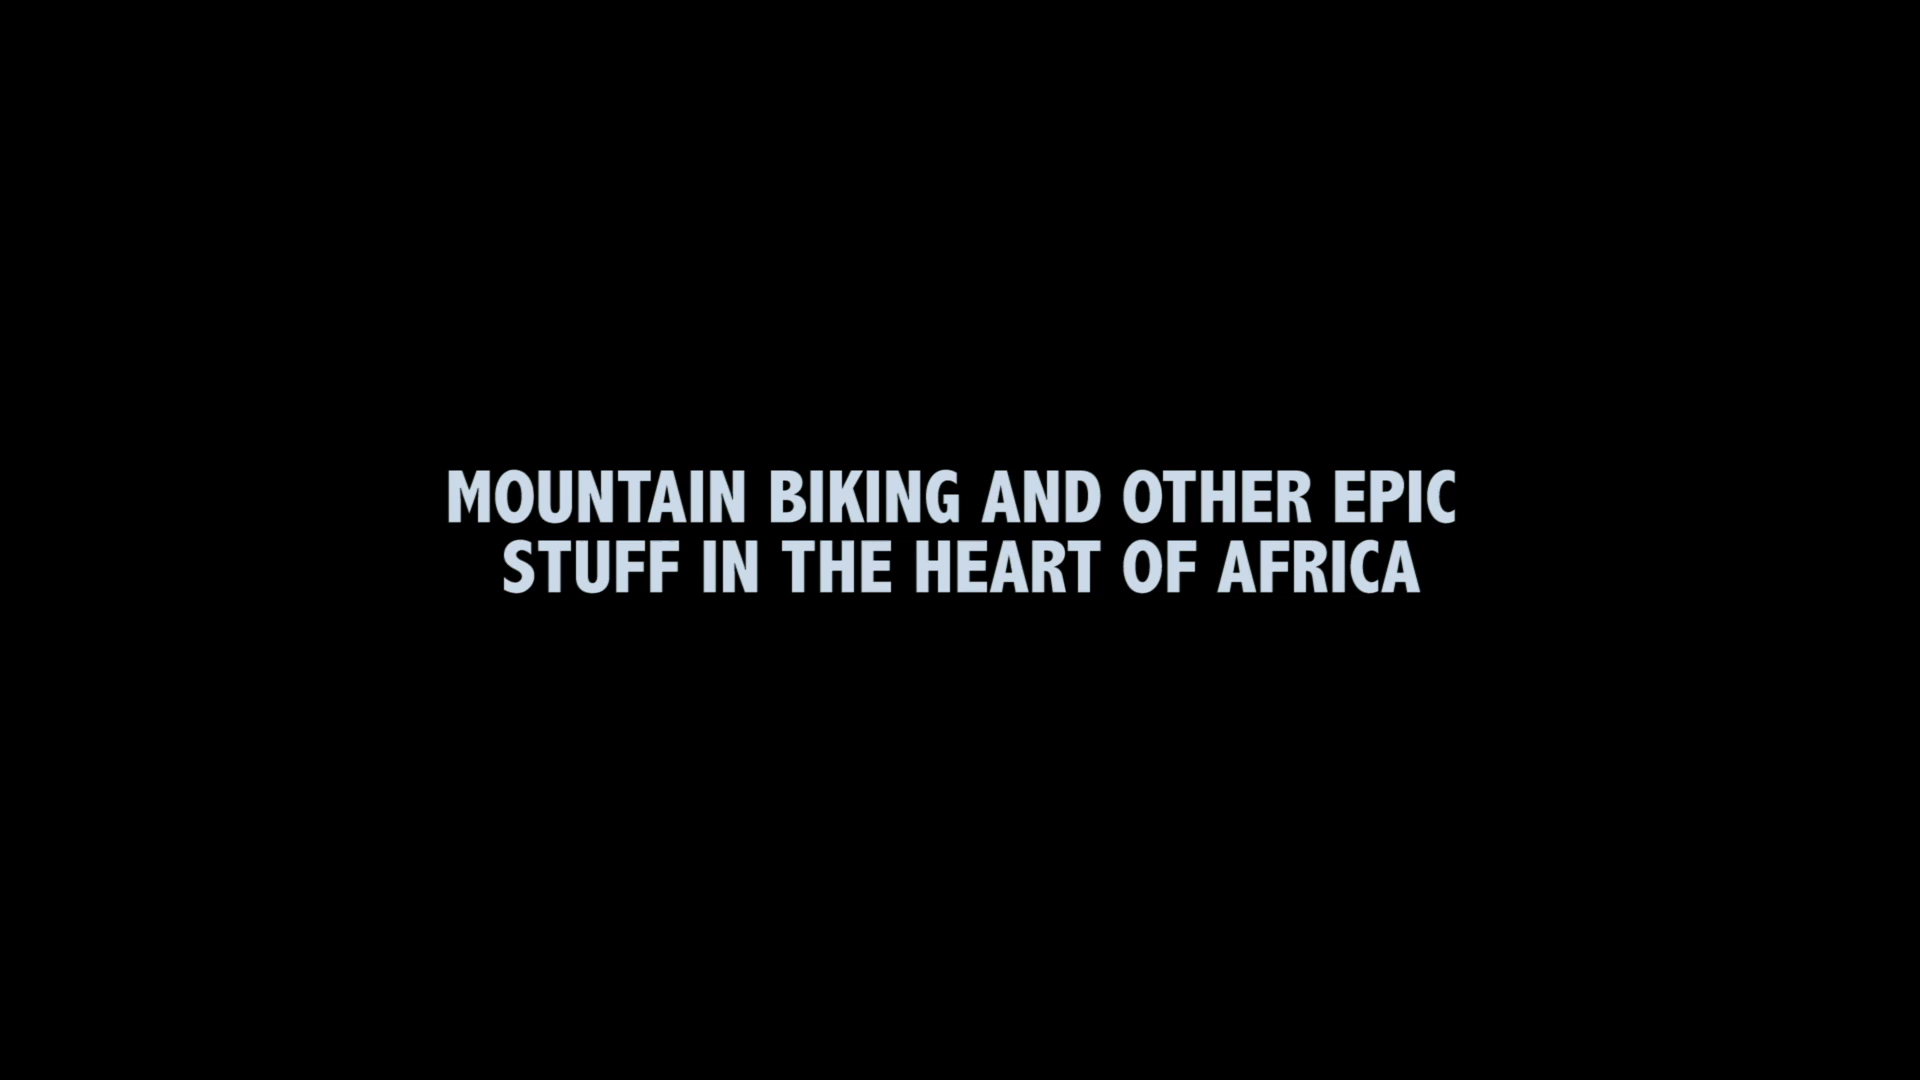 MOUNTAIN BIKING AND OTHER EPIC
STUFF IN THE HEART OF AFRICA